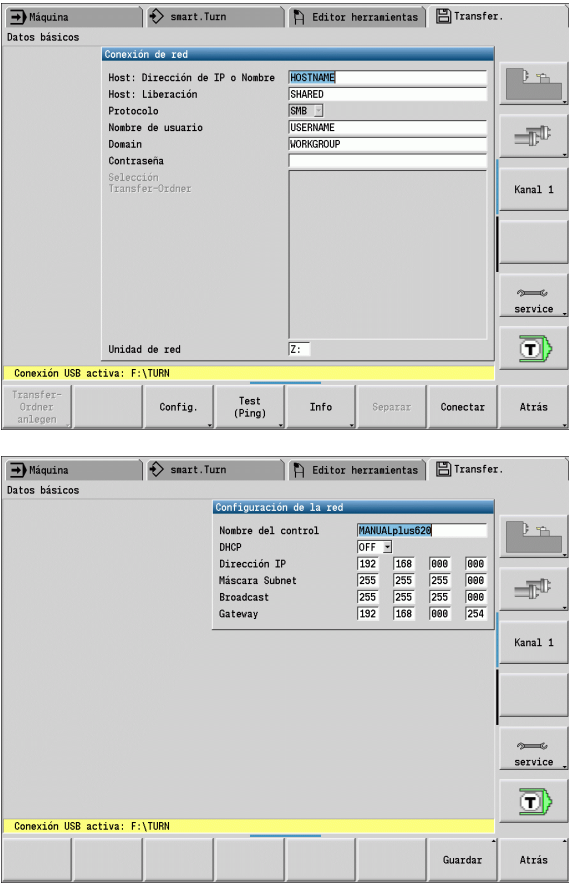 Máquina smart.Turn Editor herramientas Transfer.
Datos básicos
Conexión de red
Host: Dirección de IP o Nombre HOSTNAME
Host: Liberación SHARED
Protocolo SMB
Nombre de usuario USERNAME
Domain WORKGROUP
Contraseña
Selección
Transfer-Ordner
Kanal 1
service
Unidad de red Z:
T
Conexión USB activa: F:\TURN
Transfer-
Ordner
anlegen
Config.
Test
(Ping)
Info
Separar
Conectar
Atrás
Máquina smart.Turn Editor herramientas Transfer.
Datos básicos
Configuración de la red
Nombre del control MANUALplus620
DHCP OFF
Dirección IP 192 168 000 000
Máscara Subnet 255 255 255 000
Broadcast 255 255 255 000
Gateway 192 168 000 254
Kanal 1
service
T
Conexión USB activa: F:\TURN
Guardar
Atrás